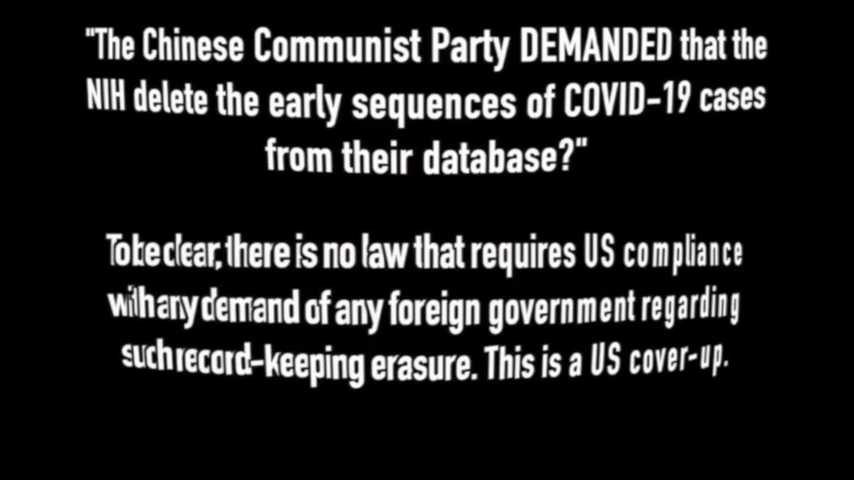 "The Chinese Communist Party DEMANDED that the
NIH delete the early sequences of COVID-19 cases
from their database?"
To be clear, there is no law that requires US compliance
with any demand of any foreign government regarding
such record-keeping erasure. This is a US cover-up.